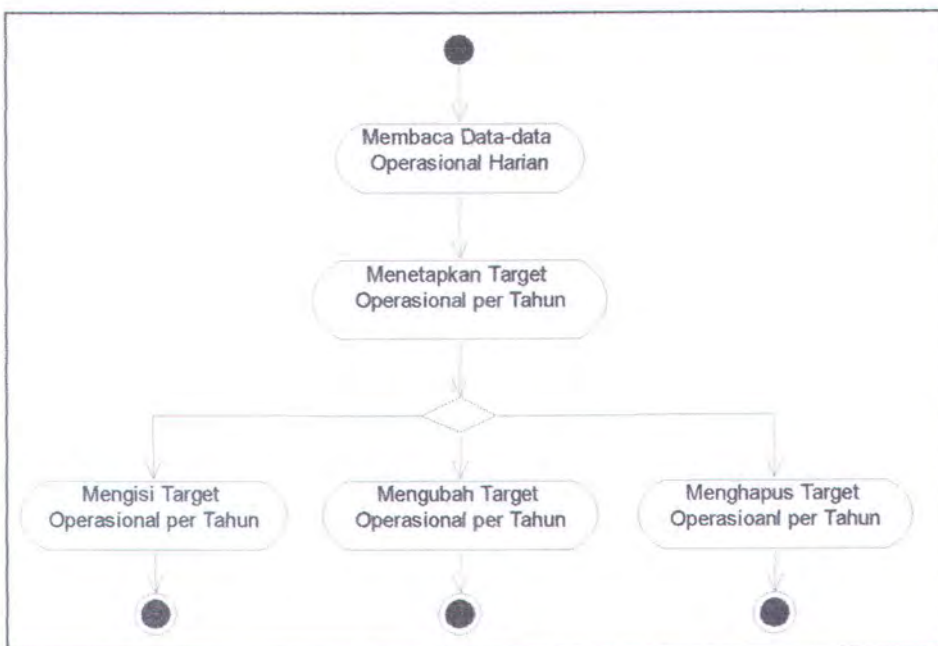 Membaca Data-data
Operasional Harian
Menetapkan Target
Operasional per Tahun
Mengisi Target
Operasional per Tahun
Mengubah Target
Operasional per Tahun
Menghapus Target
Operasioanl per Tahun